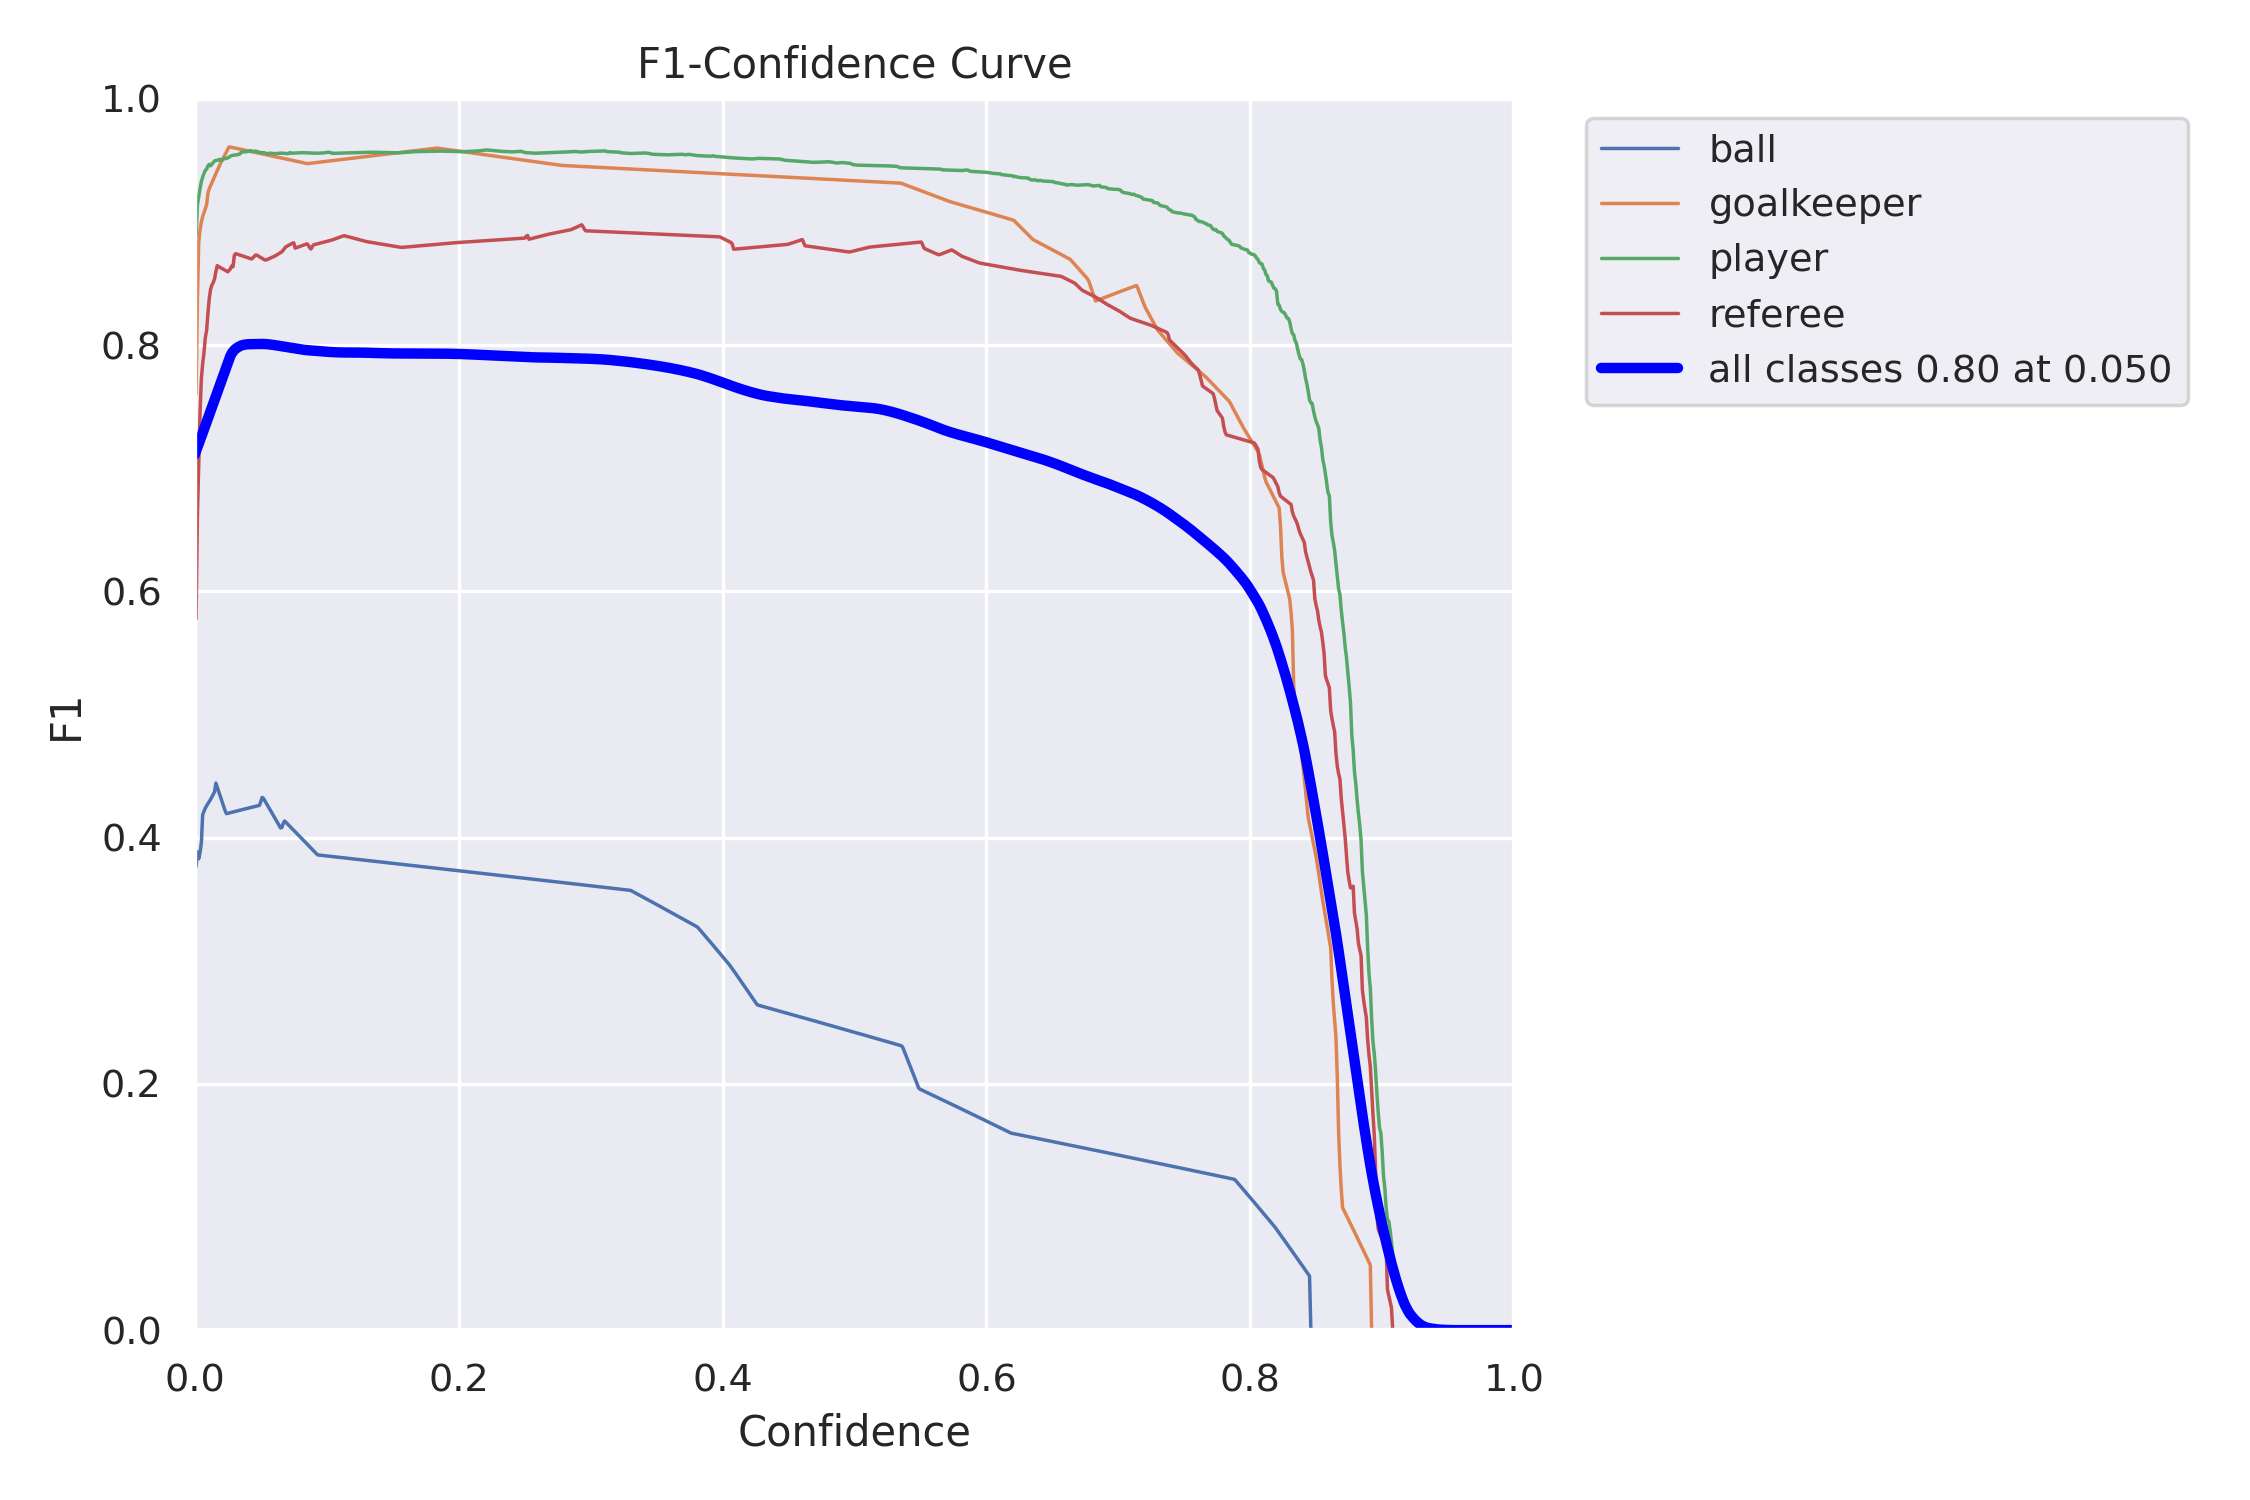 F1-Confidence Curve
1.0
0.8
0.6
0.4
0.2
0.0
F1
0.0 0.2 0.4 0.6 0.8 1.0
Confidence
ball
goalkeeper
player
referee
all classes 0.80 at 0.050